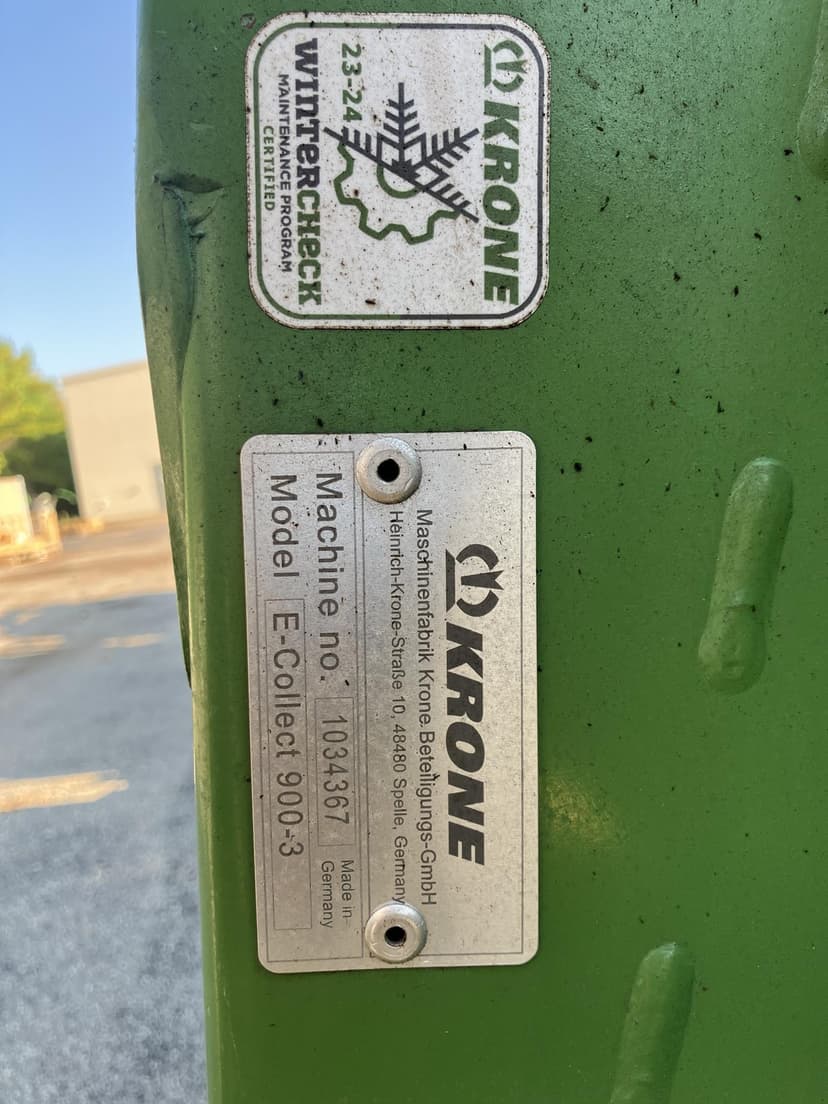 KRONE
23-24
WINTERCHECK
MAINTENANCE PROGRAM
CERTIFIED
KRONE
Maschinenfabrik Krone Beteiligungs-GmbH
Heinrich-Krone-Straße 10, 48480 Spelle, Germany
Machine no. 1034367 Made in Germany
Model E-Collect 900-3